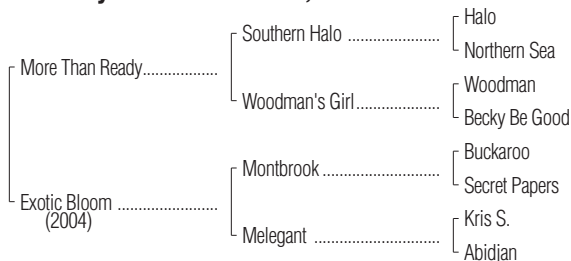 Halo
Southern Halo ...................
Northern Sea
More Than Ready................
Woodman
Woodman's Girl.................
Becky Be Good
Buckaroo
Montbrook........................
Secret Papers
Exotic Bloom ....................
(2004)
Kris S.
Melegant .........................
Abidjan